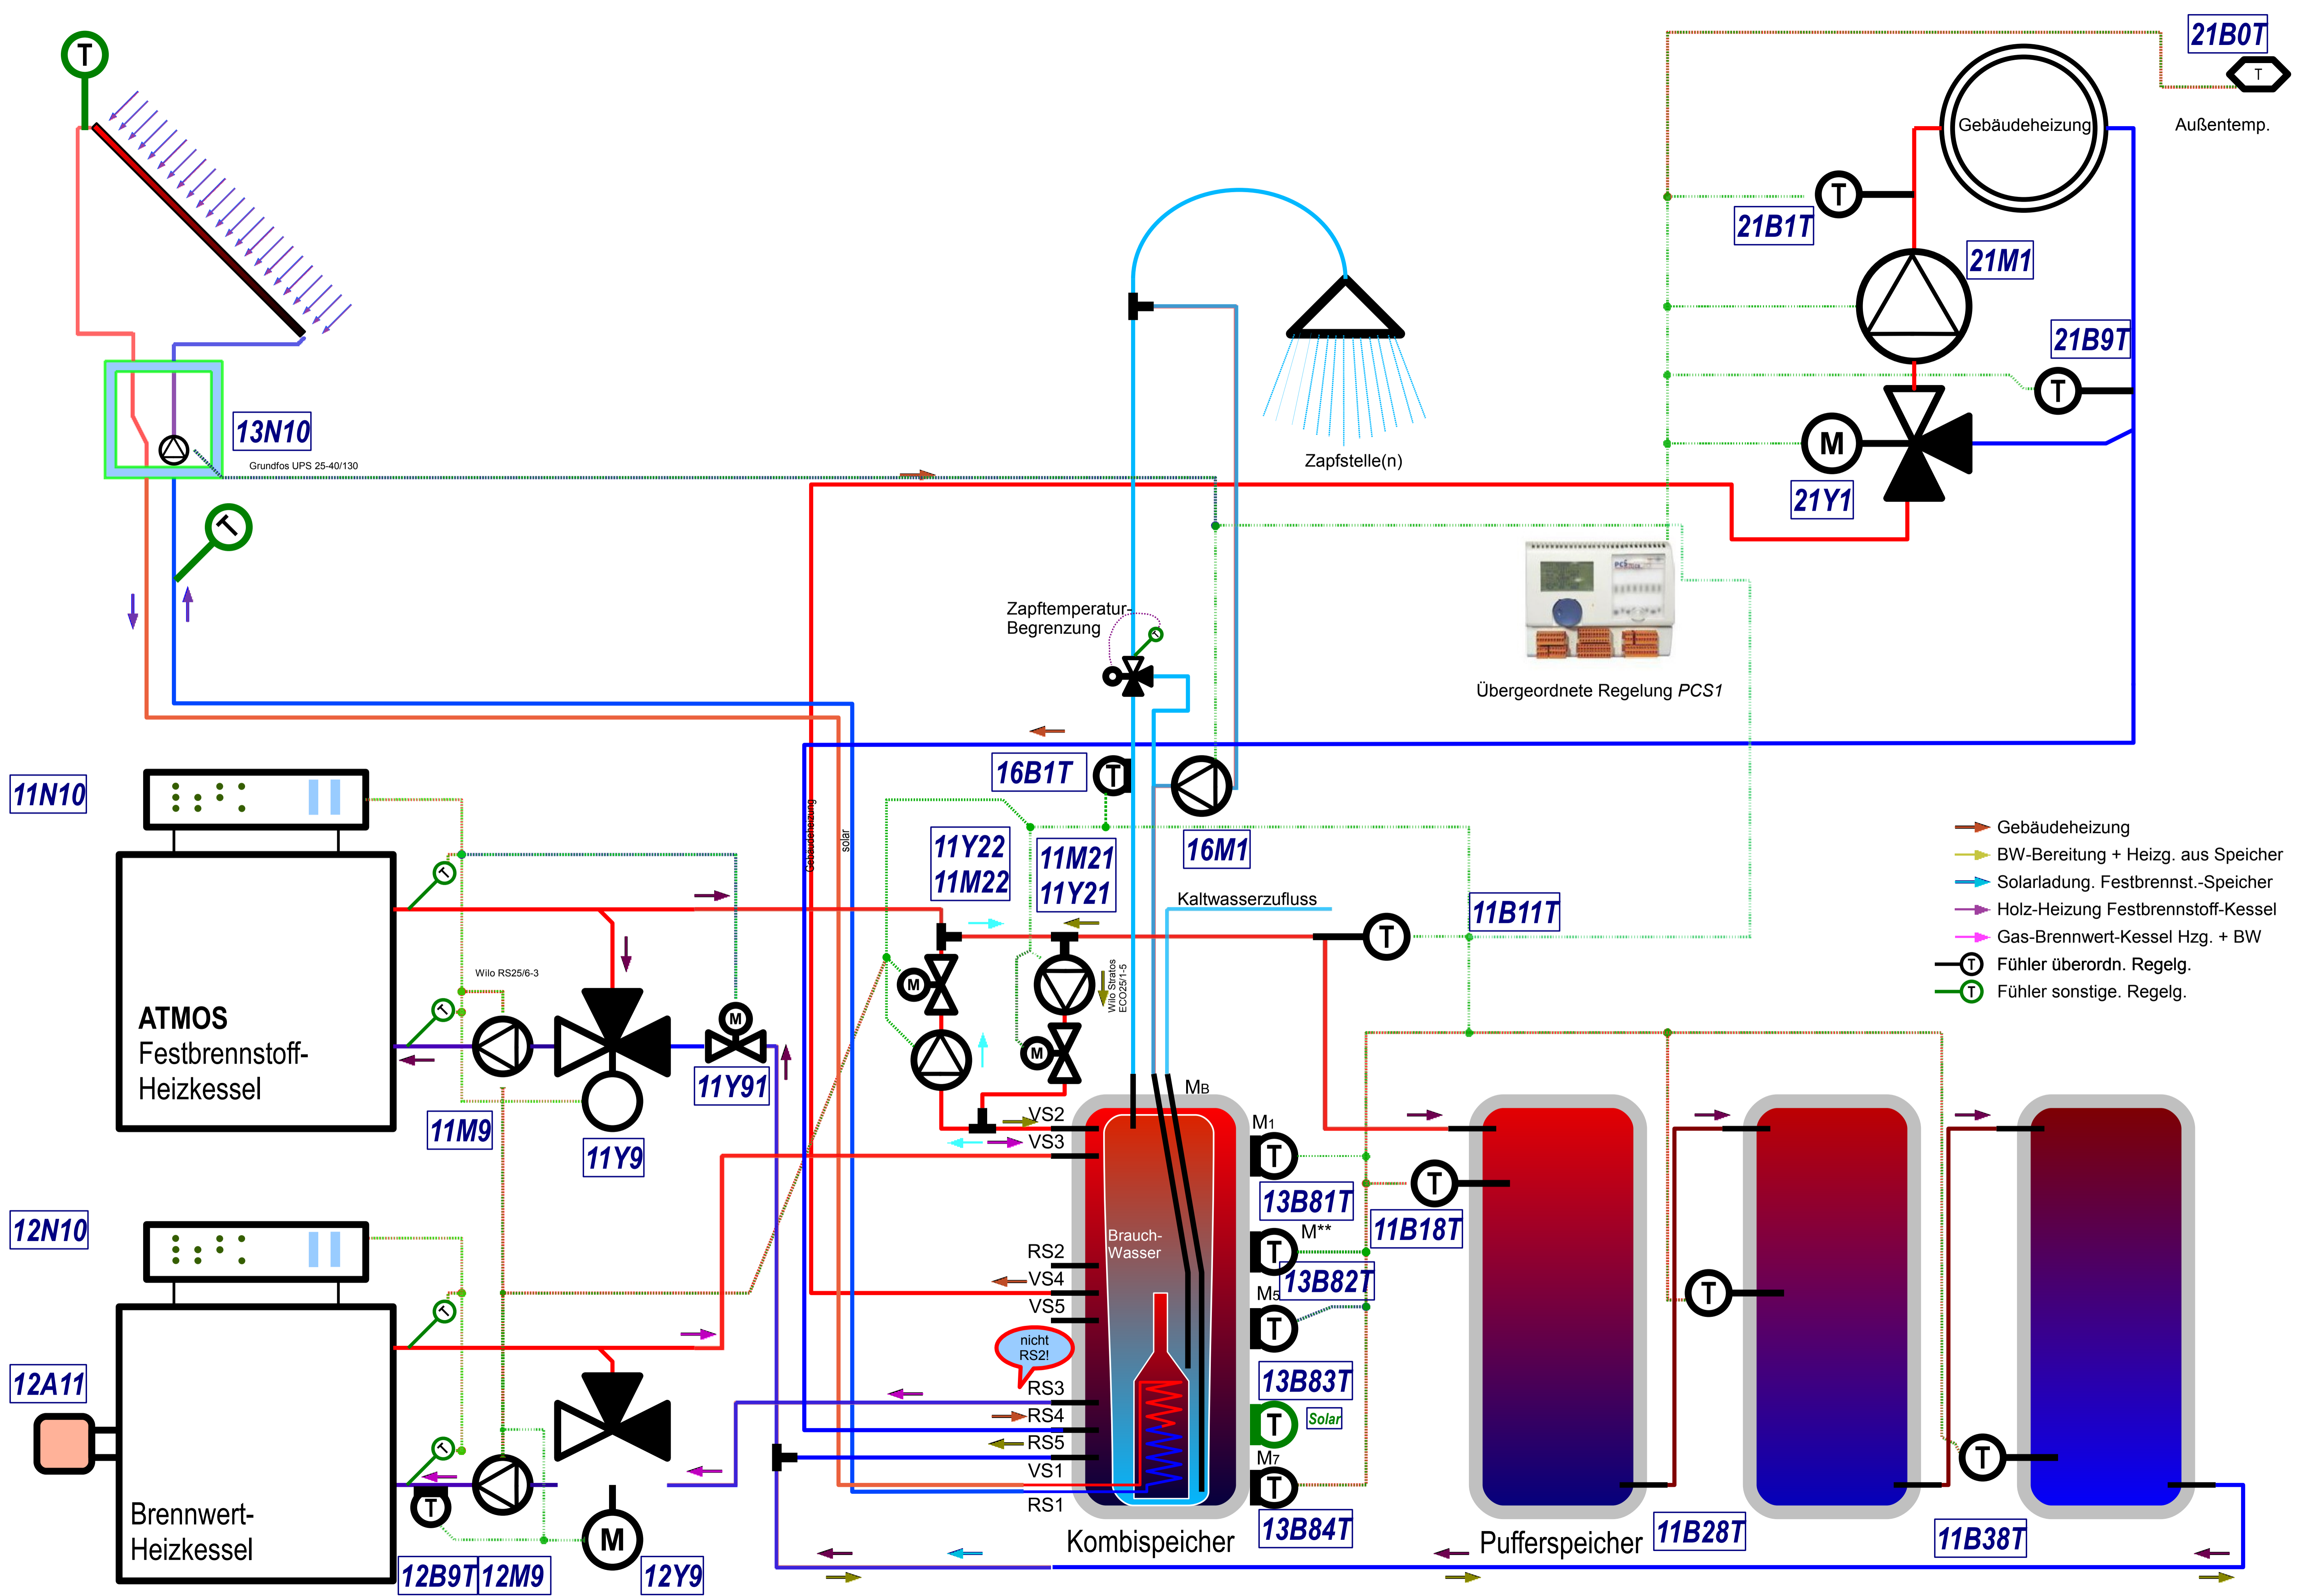 T
21B0T
T
Außentemp.
Gebäudeheizung
T
21B1T
21M1
21B9T
T
M
21Y1
13N10
Grundfos UPS 25-40/130
T
Zapfstelle(n)
Zapftemperatur-
Begrenzung
T
PCS1
Übergeordnete Regelung PCS1
16B1T
T
16M1
11N10
Gebäudeheizung
solar
11Y22
11M22
11M21
11Y21
Kaltwasserzufluss
11B11T
T
Gebäudeheizung
BW-Bereitung + Heizg. aus Speicher
Solarladung. Festbrennst.-Speicher
Holz-Heizung Festbrennstoff-Kessel
Gas-Brennwert-Kessel Hzg. + BW
T Fühler überordn. Regelg.
T Fühler sonstige. Regelg.
T
Wilo RS25/6-3
M
Wilo Stratos
ECO25/1-5
ATMOS
Festbrennstoff-
Heizkessel
T
M
M
11Y91
11M9
11Y9
MB
VS2
VS3
M1
T
13B81T
T
11B18T
M**
T
13B82T
Brauch-
Wasser
RS2
VS4
VS5
M5
T
13B83T
T
nicht
RS2!
RS3
RS4
RS5
VS1
RS1
T
Solar
M7
T
13B84T
T
12N10
T
12A11
Brennwert-
Heizkessel
T
T
M
12B9T
12M9
12Y9
Kombispeicher
Pufferspeicher
11B28T
11B38T